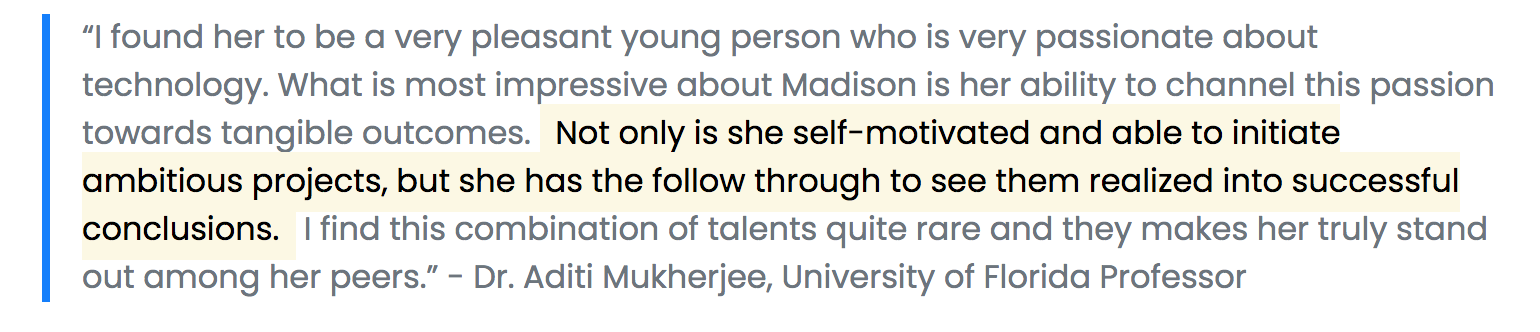 “I found her to be a very pleasant young person who is very passionate about
technology. What is most impressive about Madison is her ability to channel this passion
towards tangible outcomes. Not only is she self-motivated and able to initiate
ambitious projects, but she has the follow through to see them realized into successful
conclusions. I find this combination of talents quite rare and they makes her truly stand
out among her peers.” - Dr. Aditi Mukherjee, University of Florida Professor